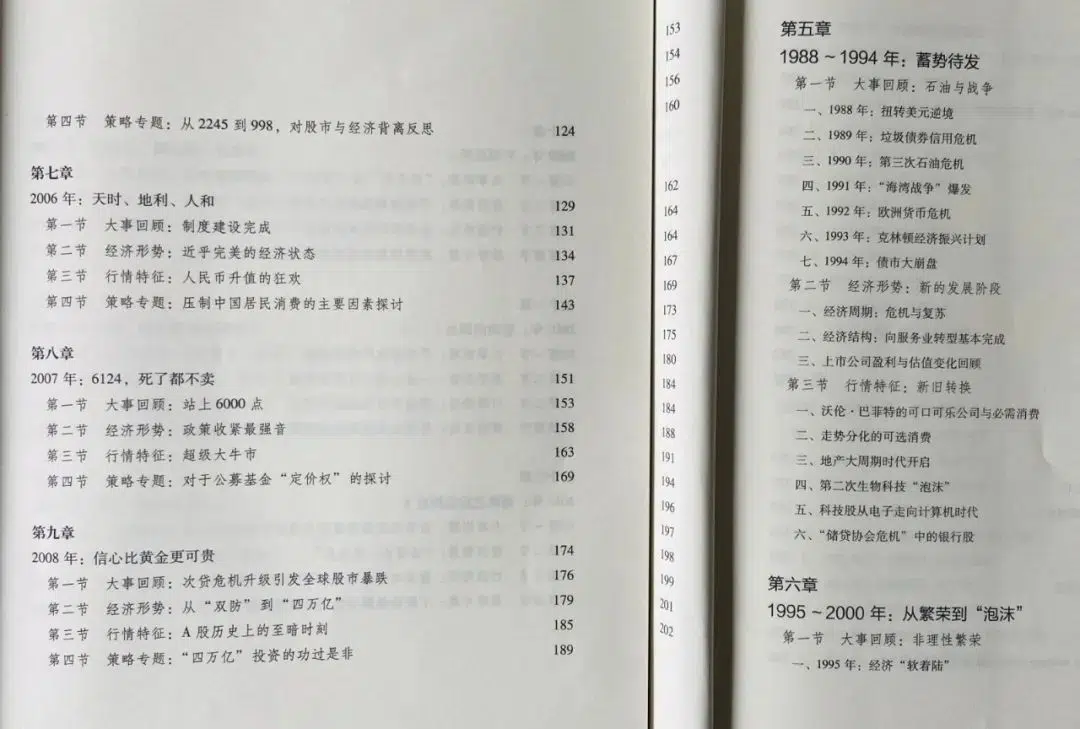 第四节 策略专题：从 2245 到 998，对股市与经济背离反思 124
第七章
2006 年：天时、地利、人和 129
第一节 大事回顾：制度建设完成 131
第二节 经济形势：近乎完美的经济状态 134
第三节 行情特征：人民币升值的狂欢 137
第四节 策略专题：压制中国居民消费的主要因素探讨 143
第八章
2007 年：6124，死了都不卖 151
第一节 大事回顾：站上 6000 点 153
第二节 经济形势：政策收紧最强音 158
第三节 行情特征：超级大牛市 163
第四节 策略专题：对于公募基金“定价权”的探讨 169
第九章
2008 年：信心比黄金更可贵 174
第一节 大事回顾：次贷危机升级引发全球股市暴跌 176
第二节 经济形势：从“双防”到“四万亿” 179
第三节 行情特征：A 股历史上的至暗时刻 185
第四节 策略专题：“四万亿”投资的功过是非 189
153
154
156
160
162
164
164
167
169
173
175
180
184
184
188
191
194
196
197
198
199
201
202
第五章
1988 ~ 1994 年：蓄势待发
第一节 大事回顾：石油与战争
一、1988 年：扭转美元逆境
二、1989 年：垃圾债券信用危机
三、1990 年：第三次石油危机
四、1991 年：“海湾战争”爆发
五、1992 年：欧洲货币危机
六、1993 年：克林顿经济振兴计划
七、1994 年：债市大崩盘
第二节 经济形势：新的发展阶段
一、经济周期：危机与复苏
二、经济结构：向服务业转型基本完成
三、上市公司盈利与估值变化回顾
第三节 行情特征：新旧转换
一、沃伦·巴菲特的可口可乐公司与必需消费
二、走势分化的可选消费
三、地产大周期时代开启
四、第二次生物科技“泡沫”
五、科技股从电子走向计算机时代
六、“储贷协会危机”中的银行股
第六章
1995 ~ 2000 年：从繁荣到“泡沫”
第一节 大事回顾：非理性繁荣
一、1995 年：经济“软着陆”